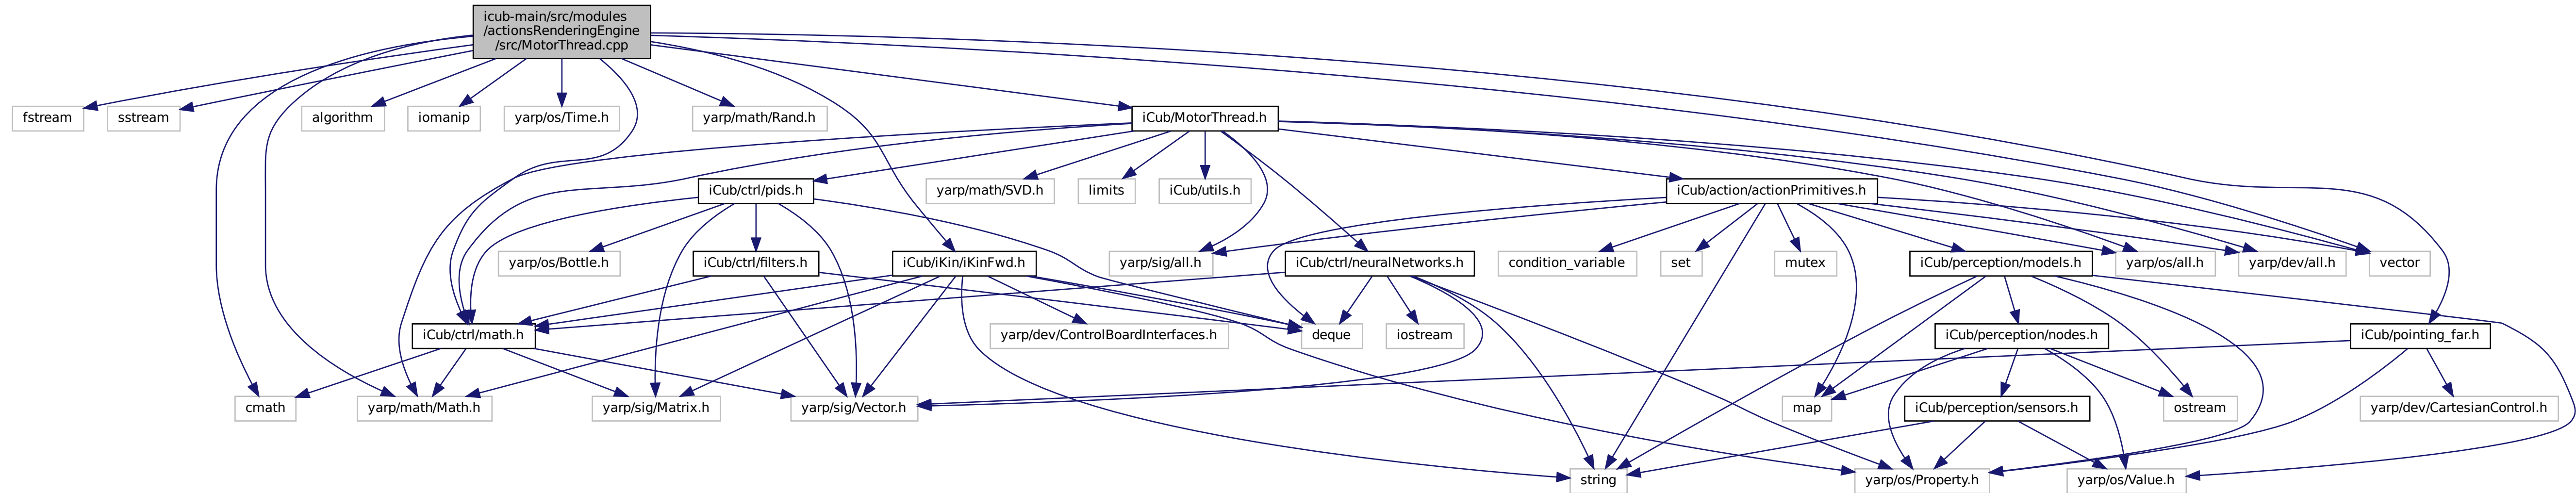 icub-main/src/modules
/actionsRenderingEngine
/src/MotorThread.cpp
fstream
sstream
algorithm
iomanip
yarp/os/Time.h
yarp/math/Rand.h
iCub/MotorThread.h
iCub/ctrl/pids.h
yarp/math/SVD.h
limits
iCub/utils.h
iCub/action/actionPrimitives.h
yarp/os/Bottle.h
iCub/ctrl/filters.h
iCub/iKin/iKinFwd.h
yarp/sig/all.h
iCub/ctrl/neuralNetworks.h
condition_variable
set
mutex
iCub/perception/models.h
yarp/os/all.h
yarp/dev/all.h
vector
iCub/ctrl/math.h
yarp/dev/ControlBoardInterfaces.h
deque
iostream
iCub/perception/nodes.h
iCub/pointing_far.h
cmath
yarp/math/Math.h
yarp/sig/Matrix.h
yarp/sig/Vector.h
map
iCub/perception/sensors.h
ostream
yarp/dev/CartesianControl.h
string
yarp/os/Property.h
yarp/os/Value.h